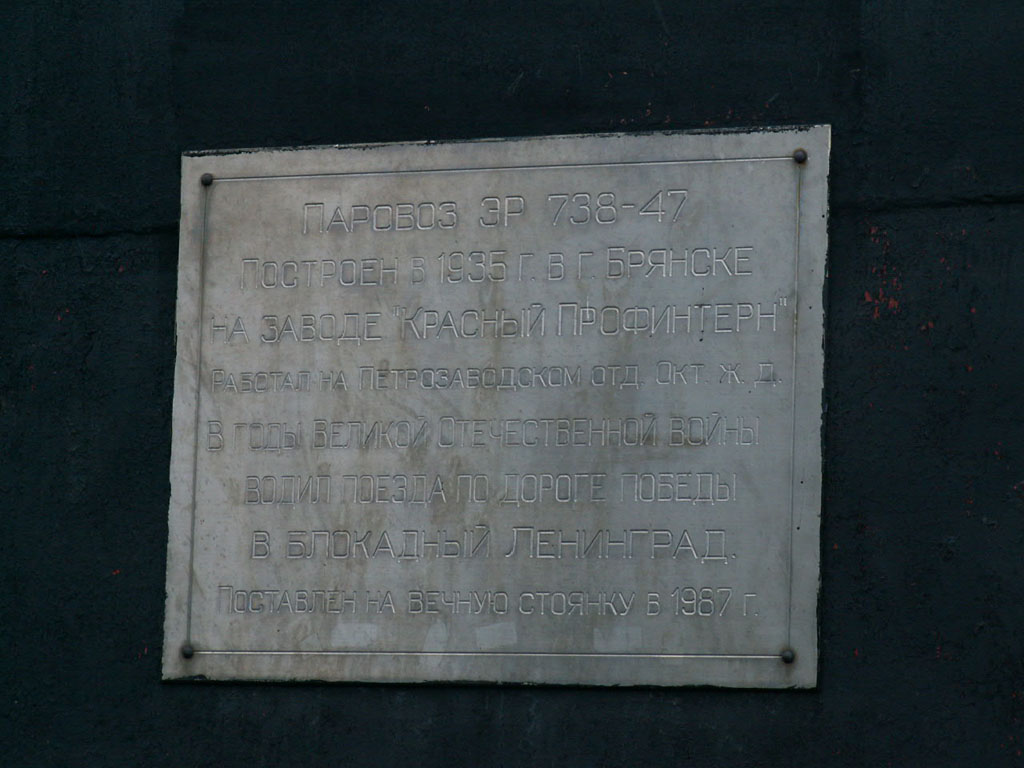 Паровоз ЭР 738-47
Построен в 1935 г. в г. Брянске
на заводе "Красный Профинтерн"
Работал на Петрозаводском отд. Окт. ж. д.
В годы Великой Отечественной войны
водил поезда по дороге победы
в блокадный Ленинград.
Поставлен на вечную стоянку в 1987 г.